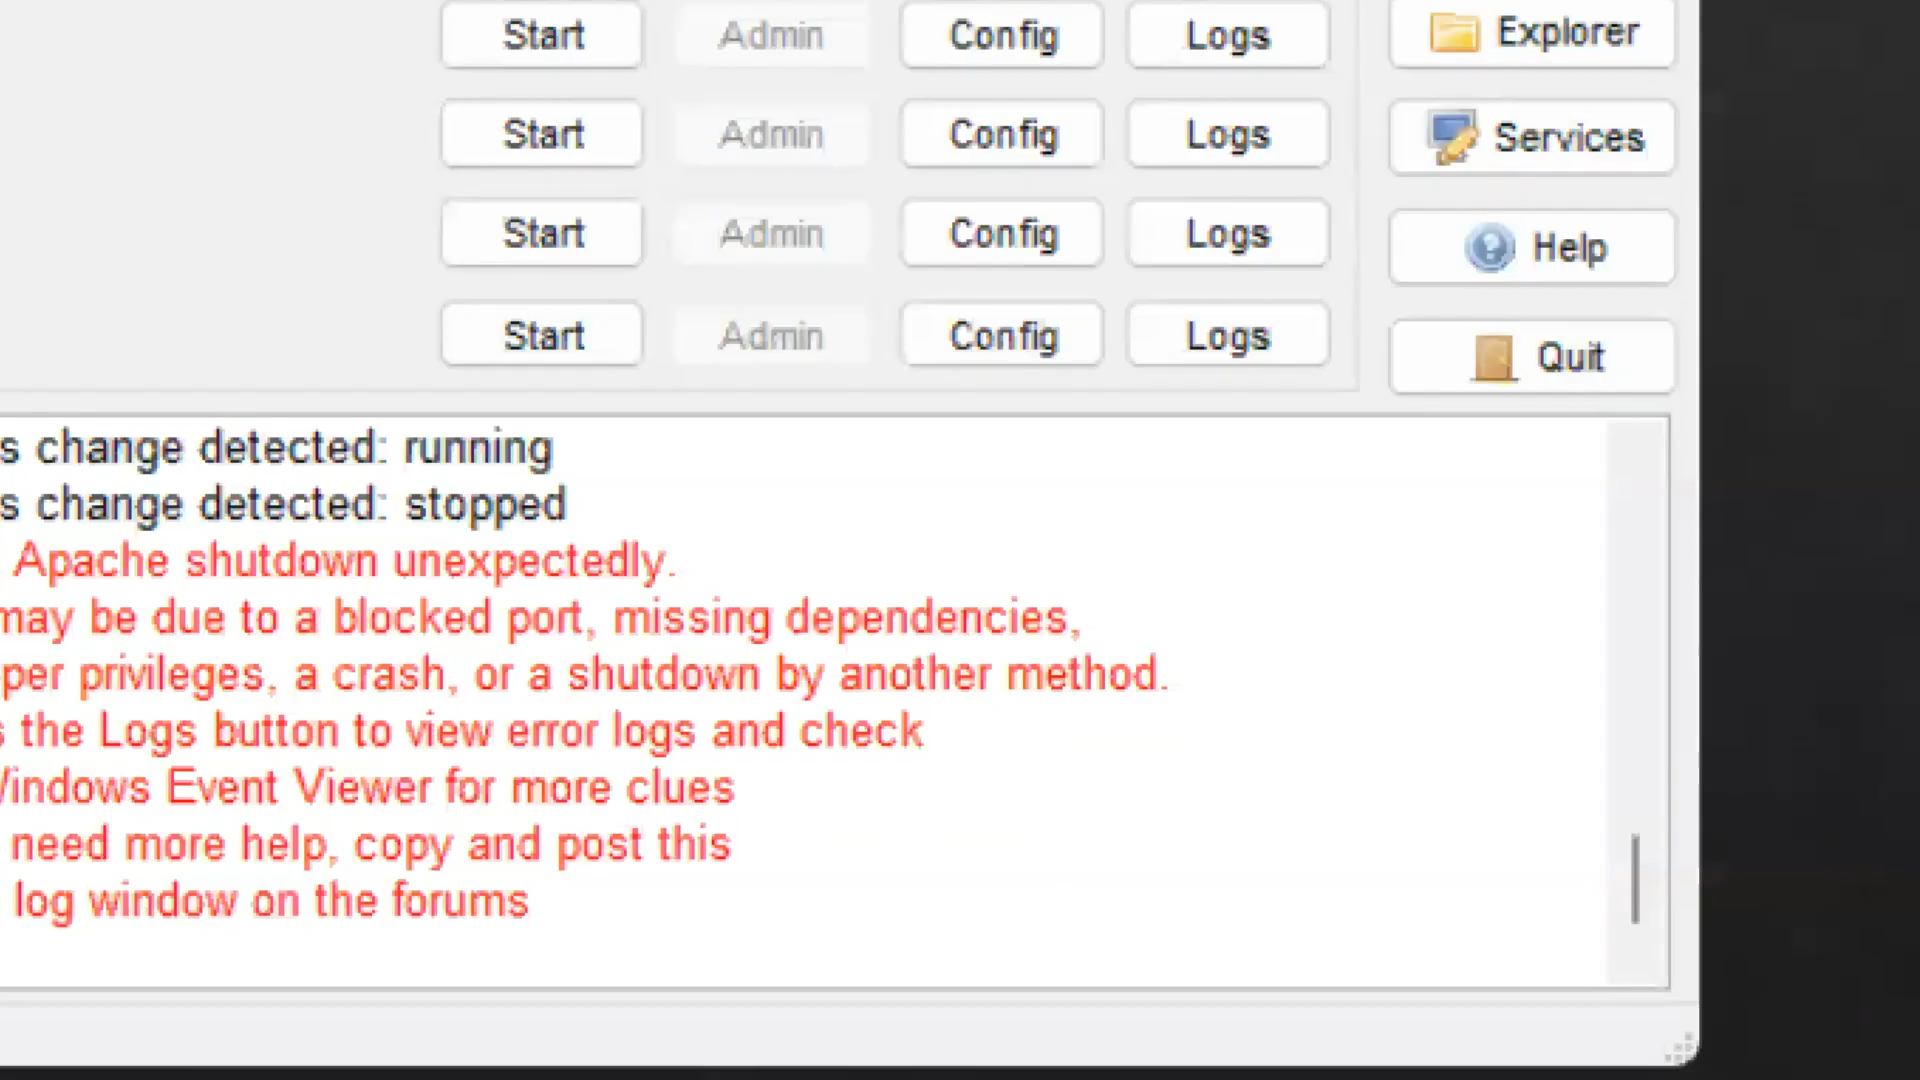 Start Admin Config Logs Explorer
Start Admin Config Logs Services
Start Admin Config Logs Help
Start Admin Config Logs Quit
s change detected: running
s change detected: stopped
Apache shutdown unexpectedly.
may be due to a blocked port, missing dependencies,
per privileges, a crash, or a shutdown by another method.
s the Logs button to view error logs and check
Windows Event Viewer for more clues
need more help, copy and post this
log window on the forums